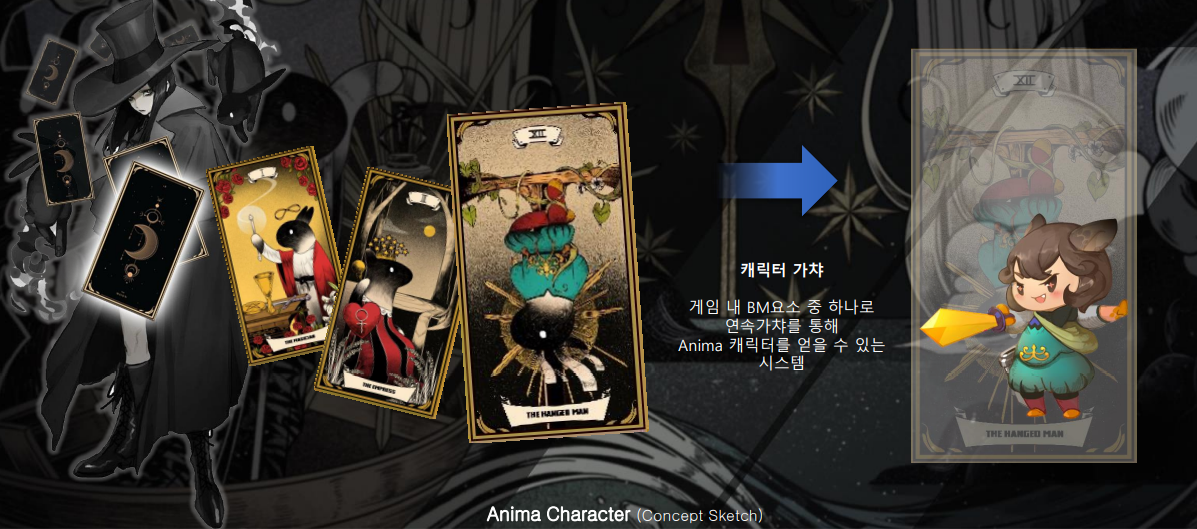 XII
THE MAGICIAN
THE EMPRESS
THE HANGED MAN
캐릭터 가챠
게임 내 BM요소 중 하나로
연속가챠를 통해
Anima 캐릭터를 얻을 수 있는
시스템
XII
THE HANGED MAN
Anima Character (Concept Sketch)